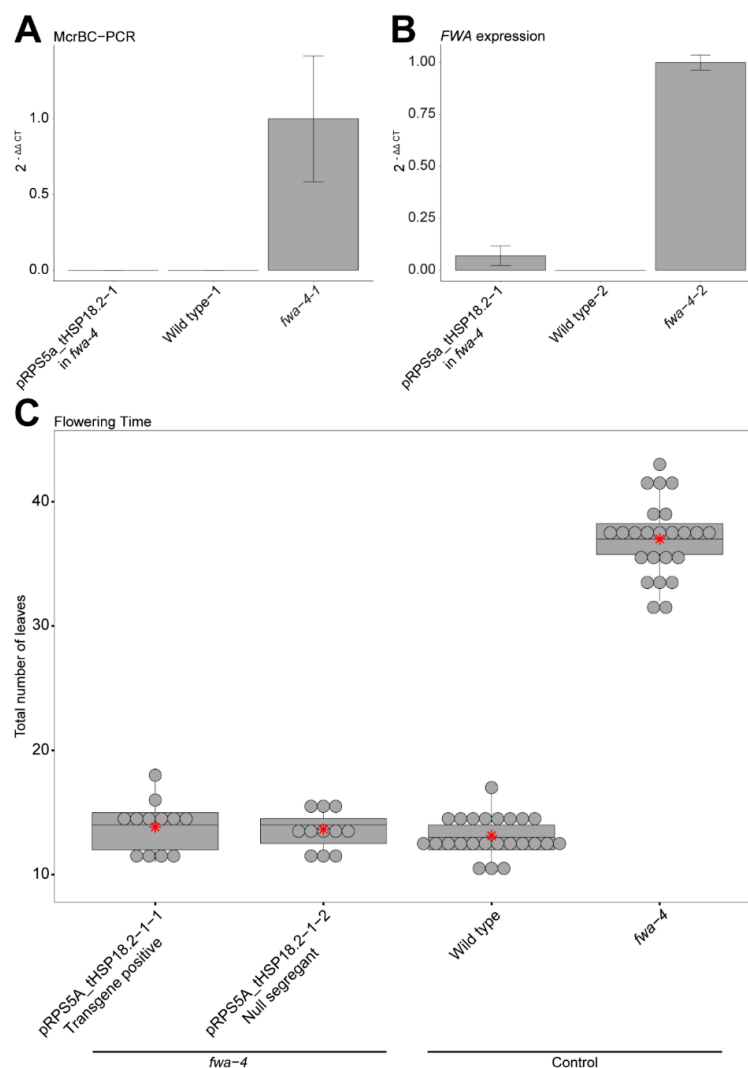 A McrBC-PCR
2 - ΔΔ CT
1.0
0.5
0.0
pRPS5a_tHSP18.2-1
in fwa-4
Wild type-1
fwa-4-1
B FWA expression
2 - ΔΔ CT
1.00
0.75
0.50
0.25
0.00
pRPS5a_tHSP18.2-1
in fwa-4
Wild type-2
fwa-4-2
C Flowering Time
Total number of leaves
40
30
20
10
pRPS5A_tHSP18.2-1-1
Transgene positive
pRPS5A_tHSP18.2-1-2
Null segregant
Wild type
fwa-4
fwa-4
Control